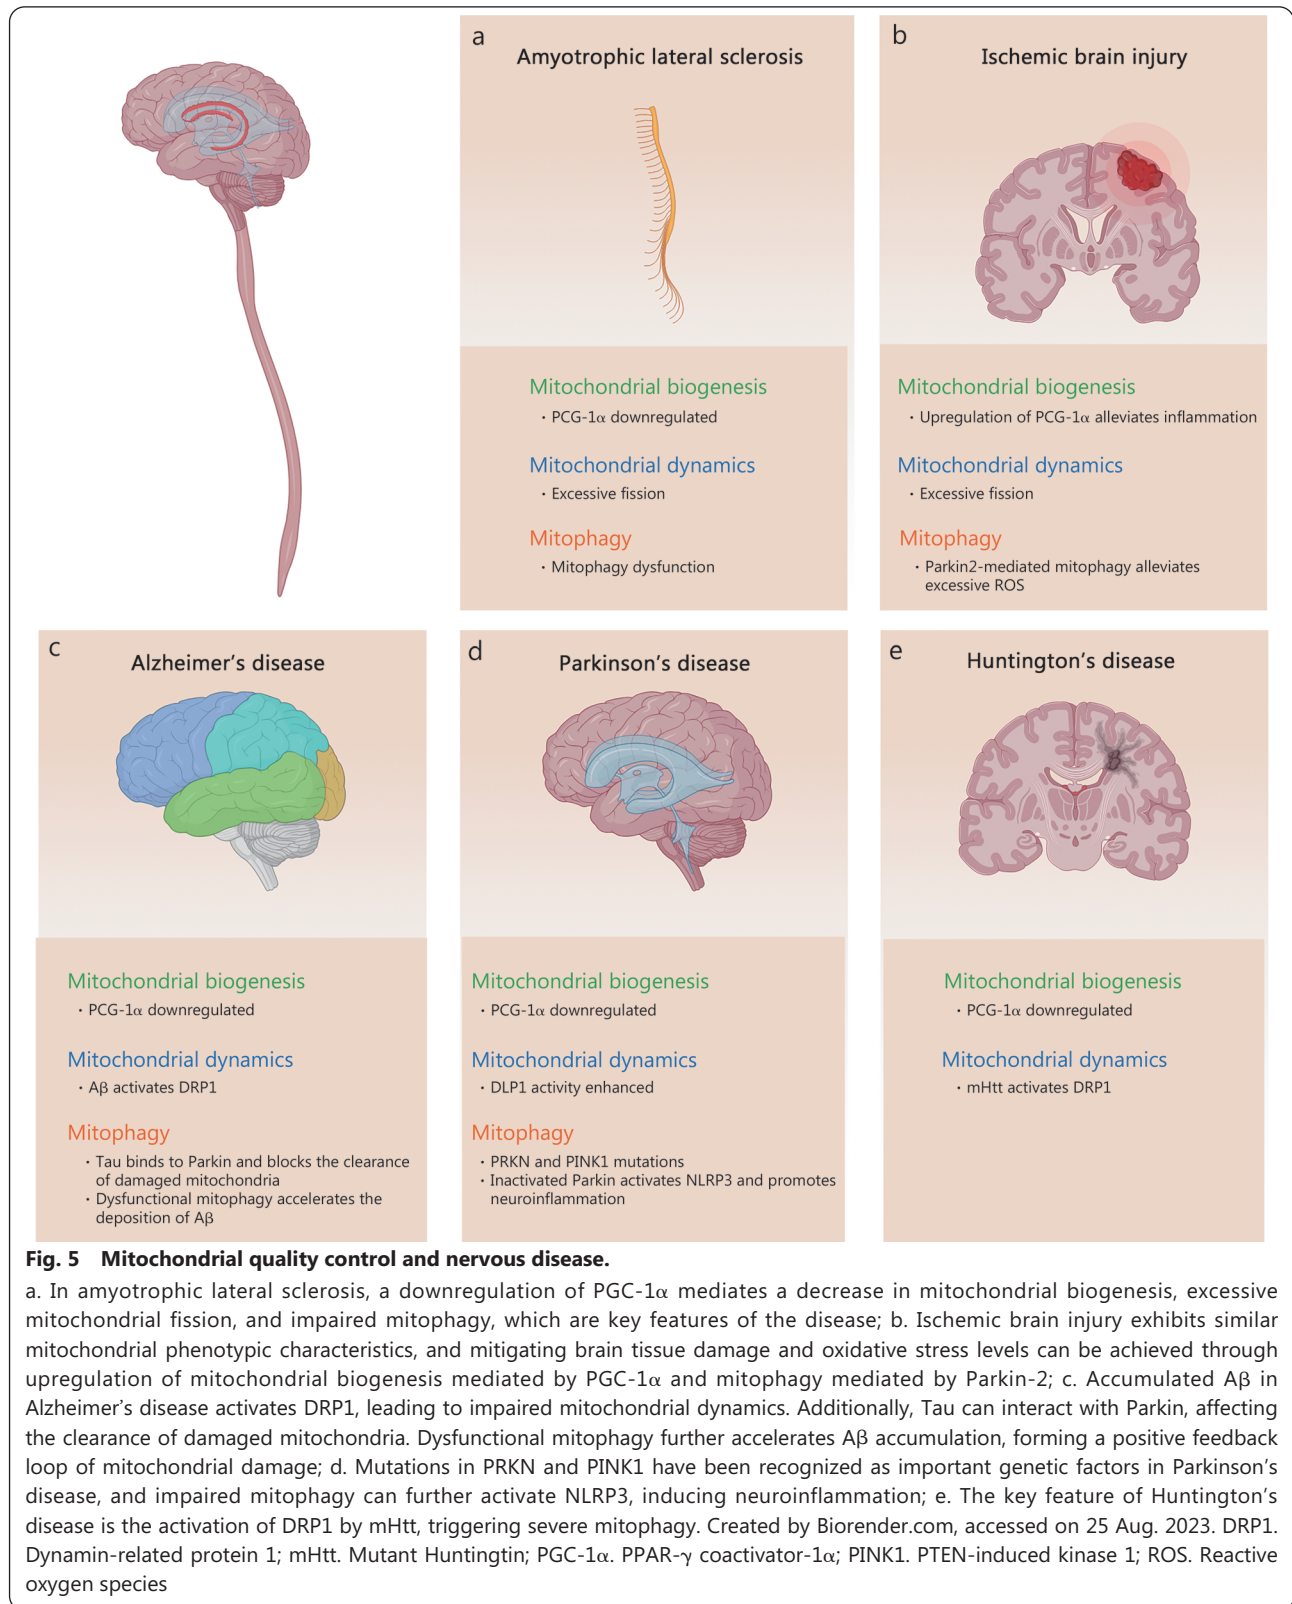 a
Amyotrophic lateral sclerosis
Mitochondrial biogenesis
· PCG-1α downregulated
Mitochondrial dynamics
· Excessive fission
Mitophagy
· Mitophagy dysfunction
b
Ischemic brain injury
Mitochondrial biogenesis
· Upregulation of PCG-1α alleviates inflammation
Mitochondrial dynamics
· Excessive fission
Mitophagy
· Parkin2-mediated mitophagy alleviates
excessive ROS
c
Alzheimer's disease
Mitochondrial biogenesis
· PCG-1α downregulated
Mitochondrial dynamics
· Aβ activates DRP1
Mitophagy
· Tau binds to Parkin and blocks the clearance
of damaged mitochondria
· Dysfunctional mitophagy accelerates the
deposition of Aβ
d
Parkinson's disease
Mitochondrial biogenesis
· PCG-1α downregulated
Mitochondrial dynamics
· DLP1 activity enhanced
Mitophagy
· PRKN and PINK1 mutations
· Inactivated Parkin activates NLRP3 and promotes
neuroinflammation
e
Huntington's disease
Mitochondrial biogenesis
· PCG-1α downregulated
Mitochondrial dynamics
· mHtt activates DRP1
Fig. 5 Mitochondrial quality control and nervous disease.
a. In amyotrophic lateral sclerosis, a downregulation of PGC-1α mediates a decrease in mitochondrial biogenesis, excessive
mitochondrial fission, and impaired mitophagy, which are key features of the disease; b. Ischemic brain injury exhibits similar
mitochondrial phenotypic characteristics, and mitigating brain tissue damage and oxidative stress levels can be achieved through
upregulation of mitochondrial biogenesis mediated by PGC-1α and mitophagy mediated by Parkin-2; c. Accumulated Aβ in
Alzheimer's disease activates DRP1, leading to impaired mitochondrial dynamics. Additionally, Tau can interact with Parkin, affecting
the clearance of damaged mitochondria. Dysfunctional mitophagy further accelerates Aβ accumulation, forming a positive feedback
loop of mitochondrial damage; d. Mutations in PRKN and PINK1 have been recognized as important genetic factors in Parkinson's
disease, and impaired mitophagy can further activate NLRP3, inducing neuroinflammation; e. The key feature of Huntington's
disease is the activation of DRP1 by mHtt, triggering severe mitophagy. Created by Biorender.com, accessed on 25 Aug. 2023. DRP1.
Dynamin-related protein 1; mHtt. Mutant Huntingtin; PGC-1α. PPAR-γ coactivator-1α; PINK1. PTEN-induced kinase 1; ROS. Reactive
oxygen species